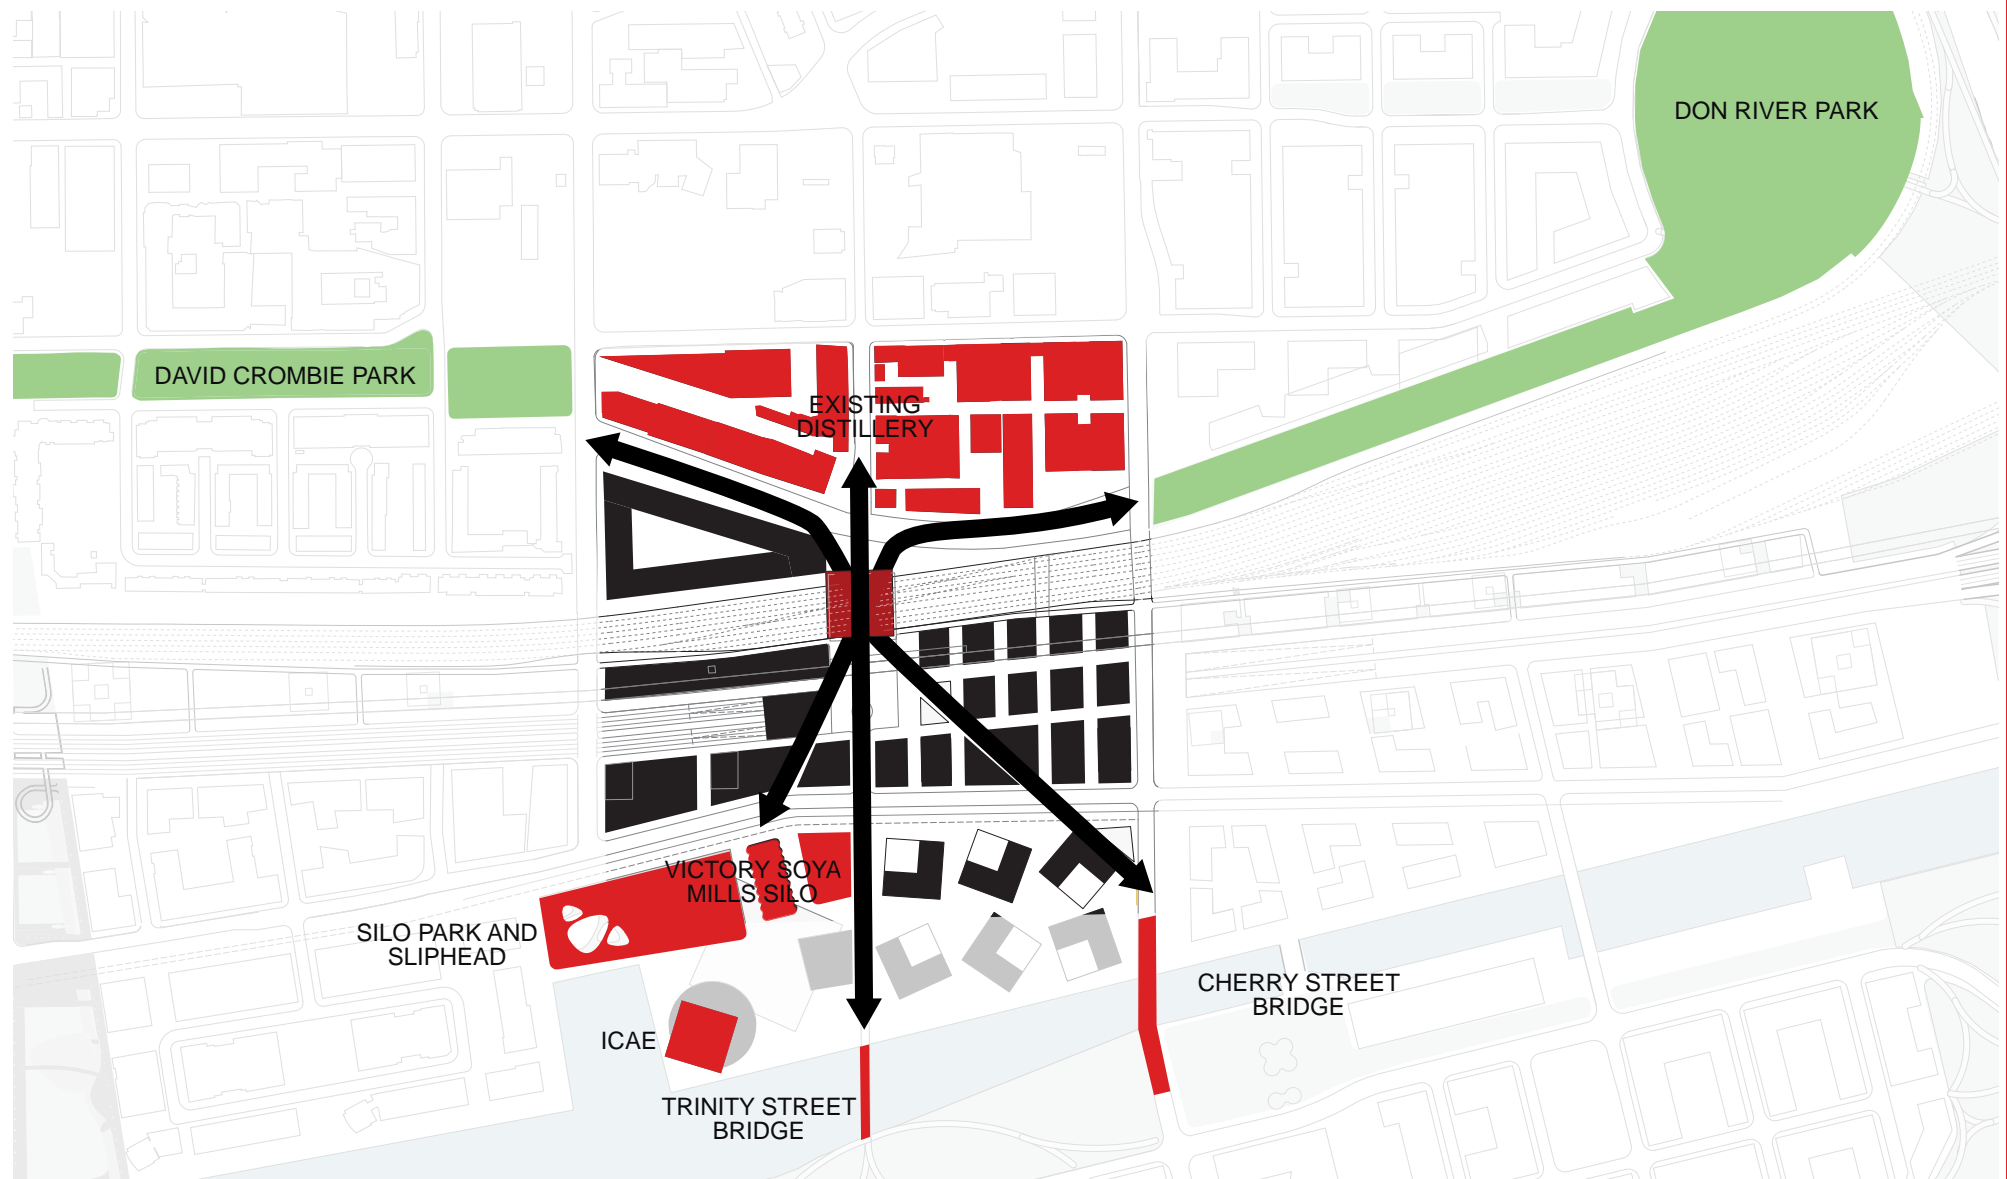 DON RIVER PARK
DAVID CROMBIE PARK
EXISTING
DISTILLERY
VICTORY SOYA
MILLS SILO
SILO PARK AND
SLIPHEAD
CHERRY STREET
BRIDGE
ICAE
TRINITY STREET
BRIDGE